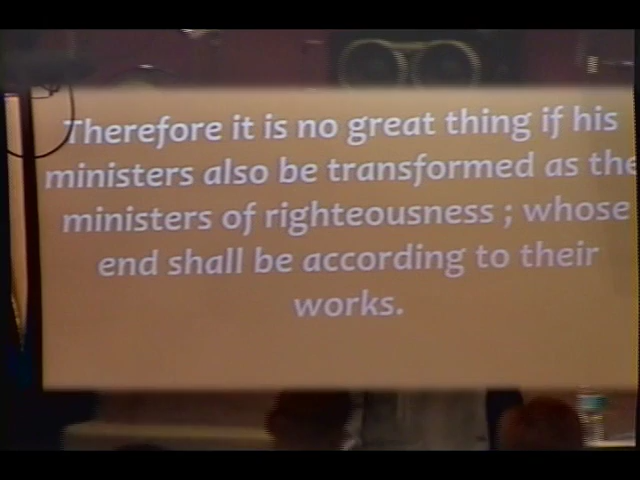 Therefore it is no great thing if his
ministers also be transformed as the
ministers of righteousness ; whose
end shall be according to their
works.